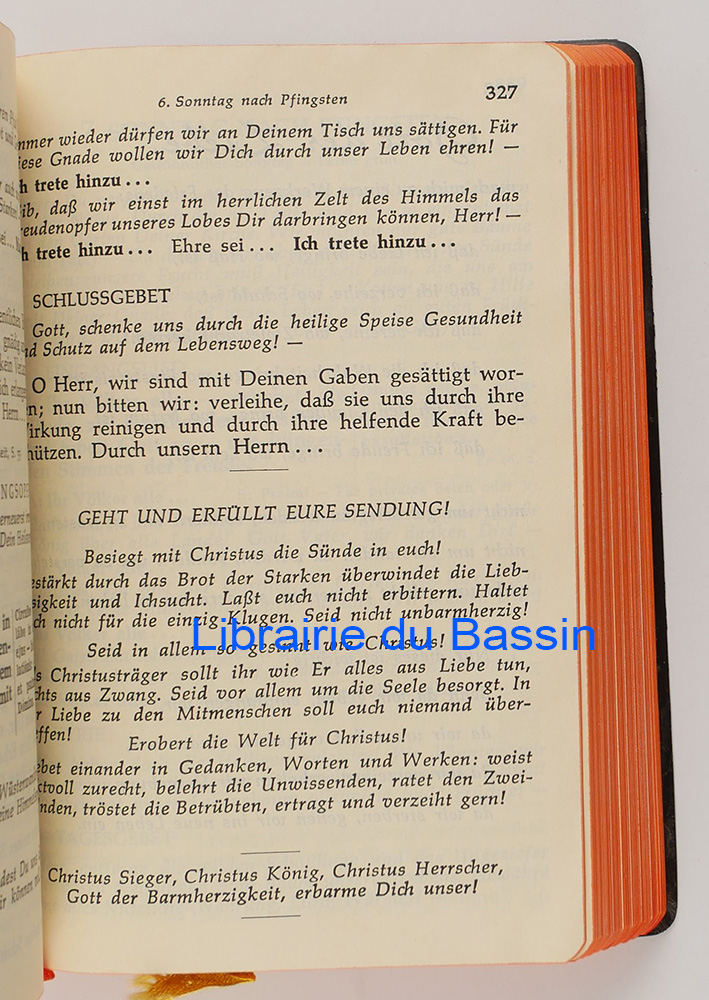 6. Sonntag nach Pfingsten 327
mmer wieder dürfen wir an Deinem Tisch uns sättigen. Für
iese Gnade wollen wir Dich durch unser Leben ehren! —
h trete hinzu...
ib, daß wir einst im herrlichen Zelt des Himmels das
eudenopfer unseres Lobes Dir darbringen können, Herr! —
h trete hinzu... Ehre sei... Ich trete hinzu...
SCHLUSSGEBET
Gott, schenke uns durch die heilige Speise Gesundheit
d Schutz auf dem Lebensweg! —
O Herr, wir sind mit Deinen Gaben gesättigt wor-
en; nun bitten wir: verleihe, daß sie uns durch ihre
irkung reinigen und durch ihre helfende Kraft be-
hützen. Durch unsern Herrn...
GEHT UND ERFÜLLT EURE SENDUNG!
Besiegt mit Christus die Sünde in euch!
estärkt durch das Brot der Starken überwindet die Lieb-
sigkeit und Ichsucht. Laßt euch nicht erbittern. Haltet
ch nicht für die einzig Klugen. Seid nicht unbarmherzig!
Librairie du Bassin
Seid in allem so gesinnt wie Christus!
s Christusträger sollt ihr wie Er alles aus Liebe tun,
chts aus Zwang. Seid vor allem um die Seele besorgt. In
r Liebe zu den Mitmenschen soll euch niemand über-
effen!
Erobert die Welt für Christus!
ebet einander in Gedanken, Worten und Werken: weist
ktvoll zurecht, belehrt die Unwissenden, ratet den Zwei-
nden, tröstet die Betrübten, ertragt und verzeiht gern!
Christus Sieger, Christus König, Christus Herrscher,
Gott der Barmherzigkeit, erbarme Dich unser!